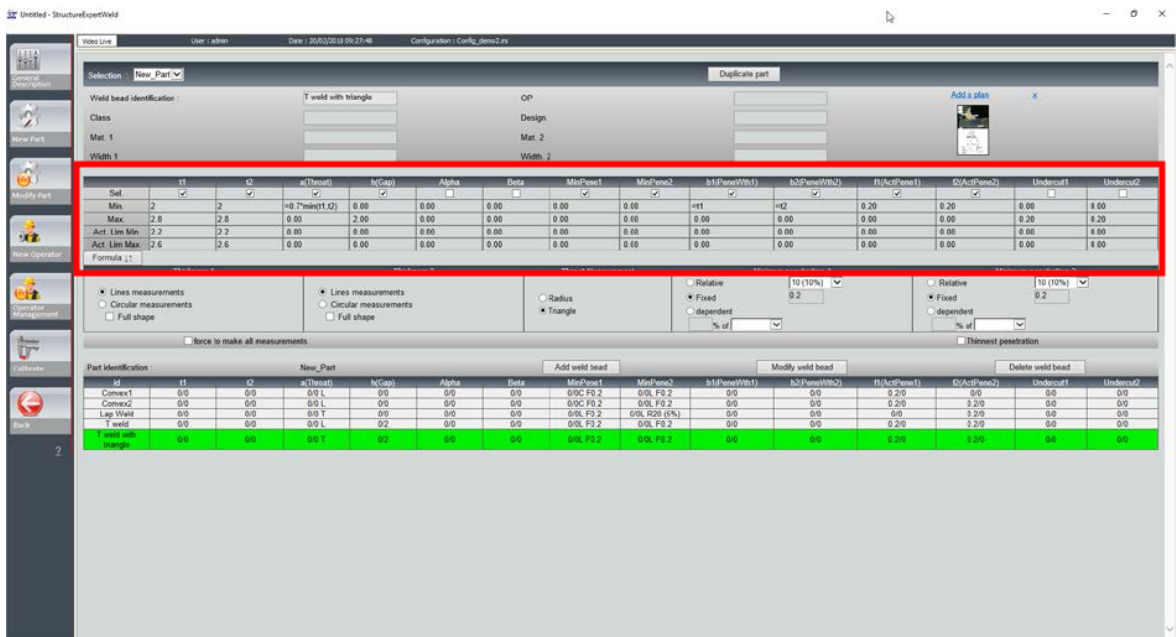 Untitled - StructureExpertWeld
Video Live User : admin Date : 20/02/2018 09:27:48 Configuration : Config_demo2.ini
General Description
New Part
Modify Part
New Operator
Operator Management
Calibrate
Back
?
Selection : New_Part Duplicate part
Weld bead identification : T weld with triangle OP Add a plan x
Class Design.
Mat. 1 Mat. 2
Width 1 Width. 2
t1 t2 a(Throat) h(Gap) Alpha Beta MinPene1 MinPene2 b1(PeneWth1) b2(PeneWth2) f1(ActPene1) f2(ActPene2) Undercut1 Undercut2
Sel.
Min. 2 2 =0.7*min(t1,t2) 0.00 0.00 0.00 0.00 0.00 =t1 =t2 0.20 0.20 0.00 0.00
Max. 2.8 2.8 0.00 2.00 0.00 0.00 0.00 0.00 0.00 0.00 0.00 0.00 0.20 0.20
Act. Lim Min 2.2 2.2 0.00 0.00 0.00 0.00 0.00 0.00 0.00 0.00 0.00 0.00 0.00 0.00
Act. Lim Max 2.6 2.6 0.00 0.00 0.00 0.00 0.00 0.00 0.00 0.00 0.00 0.00 0.00 0.00
Formula ↓↑
Lines measurements Lines measurements Relative 10 (10%) Relative 10 (10%)
Circular measurements Circular measurements Radius Fixed 0.2 Fixed 0.2
Full shape Full shape Triangle dependent dependent
% of % of
force to make all measurements Thinnest penetration
Part identification : New_Part Add weld bead Modify weld bead Delete weld bead
Id t1 t2 a(Throat) h(Gap) Alpha Beta MinPene1 MinPene2 b1(PeneWth1) b2(PeneWth2) f1(ActPene1) f2(ActPene2) Undercut1 Undercut2
Convex1 0/0 0/0 0/0 L 0/0 0/0 0/0 0/0C F0.2 0/0L F0.2 0/0 0/0 0.2/0 0/0 0/0 0/0
Convex2 0/0 0/0 0/0 L 0/0 0/0 0/0 0/0C F0.2 0/0L F0.2 0/0 0/0 0.2/0 0.2/0 0/0 0/0
Lap Weld 0/0 0/0 0/0 T 0/0 0/0 0/0 0/0L F0.2 0/0L R20 (5%) 0/0 0/0 0/0 0.2/0 0/0 0/0
T weld 0/0 0/0 0/0 L 0/2 0/0 0/0 0/0L F0.2 0/0L F0.2 0/0 0/0 0.2/0 0.2/0 0/0 0/0
T weld with triangle 0/0 0/0 0/0 T 0/2 0/0 0/0 0/0L F0.2 0/0L F0.2 0/0 0/0 0.2/0 0.2/0 0/0 0/0